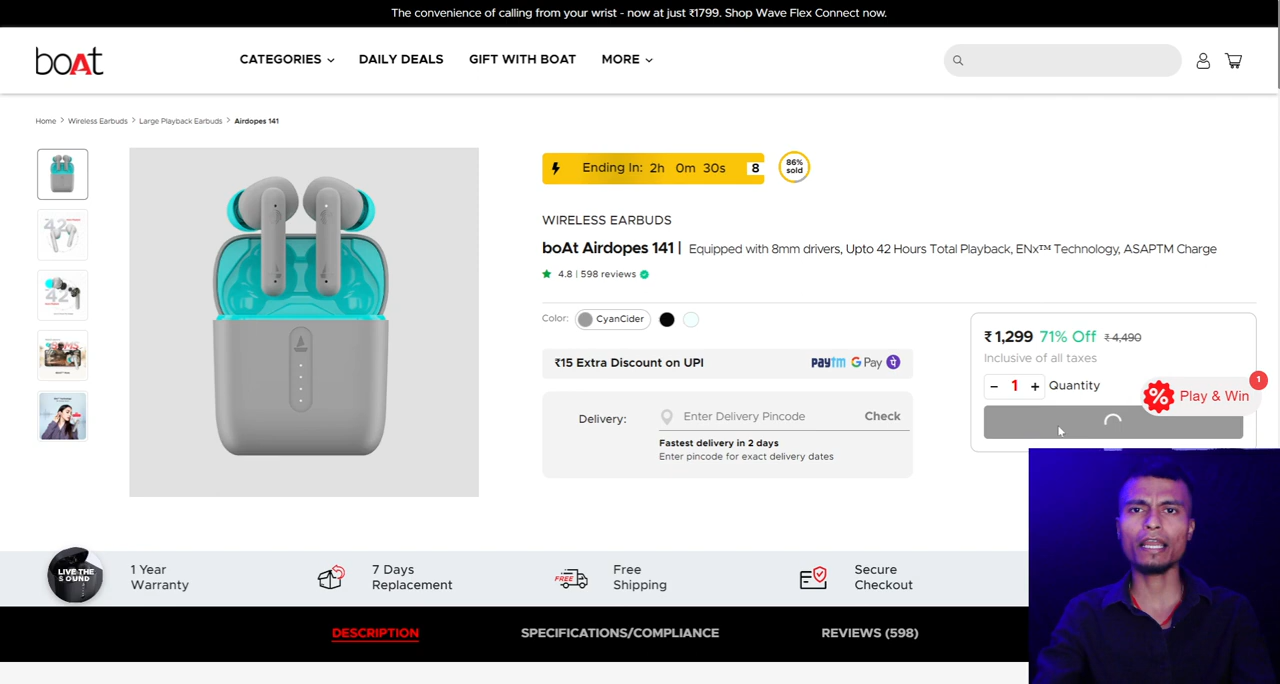 The convenience of calling from your wrist - now at just ₹1799. Shop Wave Flex Connect now.
boAt
CATEGORIES
DAILY DEALS
GIFT WITH BOAT
MORE
Home > Wireless Earbuds > Large Playback Earbuds > Airdopes 141
Ending In: 2h 0m 30s 8
86%
sold
WIRELESS EARBUDS
boAt Airdopes 141 | Equipped with 8mm drivers, Upto 42 Hours Total Playback, ENx™ Technology, ASAPTM Charge
4.8 | 598 reviews
Color: CyanCider
₹15 Extra Discount on UPI
paytm G Pay
Delivery: Enter Delivery Pincode Check
Fastest delivery in 2 days
Enter pincode for exact delivery dates
₹1,299 71% Off ₹4,490
Inclusive of all taxes
− 1 + Quantity
Play & Win
1
42
42
LIVE THE
SOUND
1 Year
Warranty
7 Days
Replacement
FREE
Free
Shipping
Secure
Checkout
DESCRIPTION
SPECIFICATIONS/COMPLIANCE
REVIEWS (598)